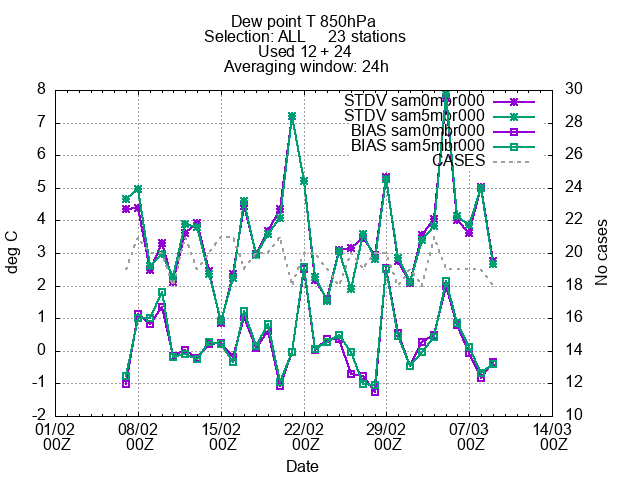 Dew point T 850hPa
Selection: ALL 23 stations
Used 12 + 24
Averaging window: 24h
STDV sam0mbr000
STDV sam5mbr000
BIAS sam0mbr000
BIAS sam5mbr000
CASES
deg C
8
7
6
5
4
3
2
1
0
-1
-2
No cases
30
28
26
24
22
20
18
16
14
12
10
01/02 08/02 15/02 22/02 29/02 07/03 14/03
00Z 00Z 00Z 00Z 00Z 00Z 00Z
Date